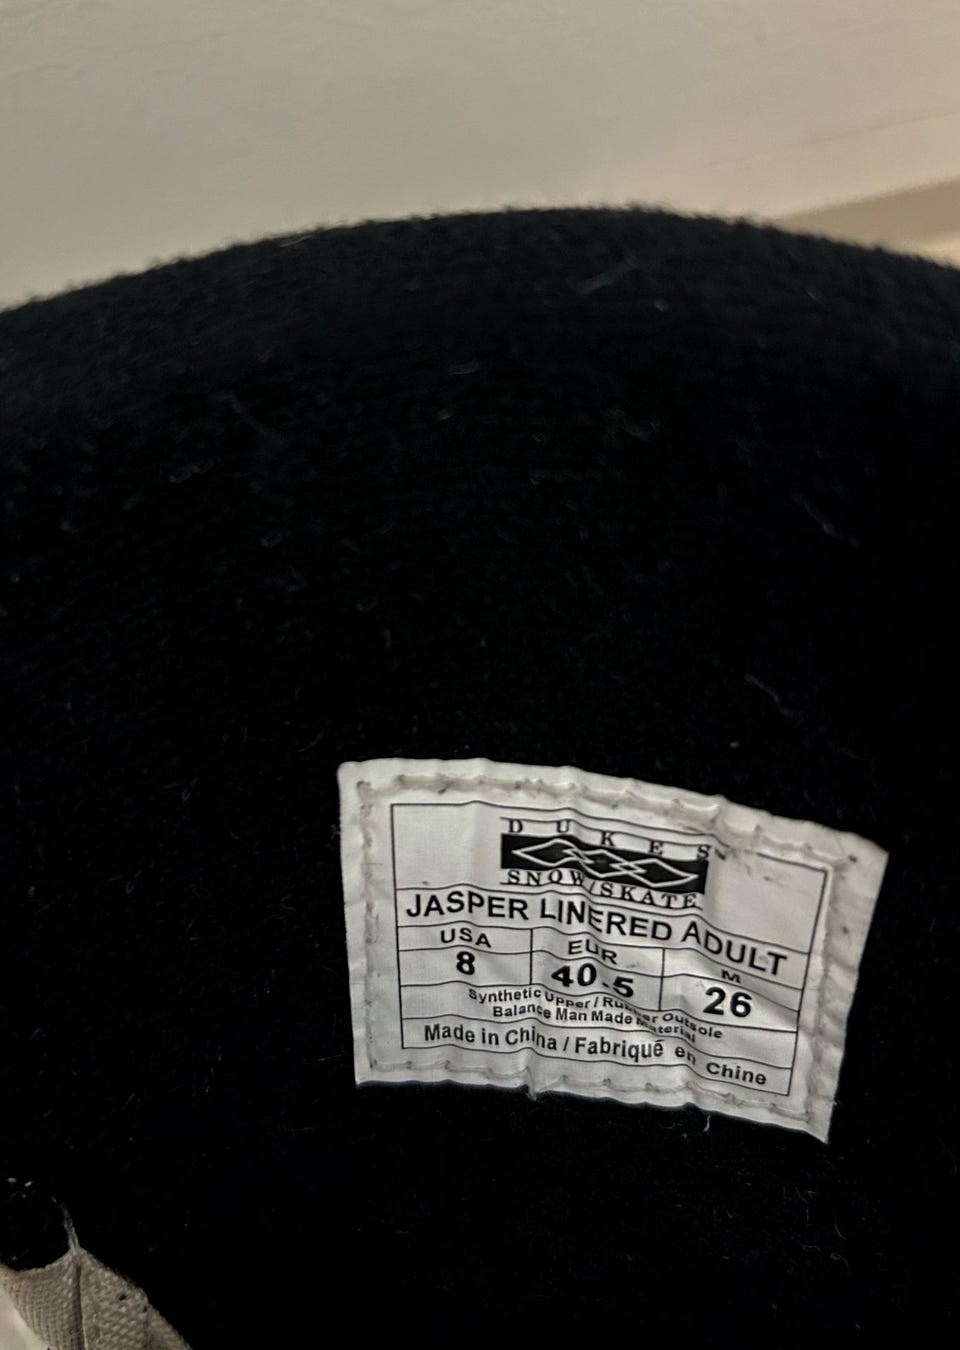 DUKES™
SNOW/SKATE
JASPER LINERED ADULT
USA EUR M
8 40.5 26
Synthetic Upper / Rubber Outsole
Balance Man Made Material
Made in China / Fabriqué en Chine